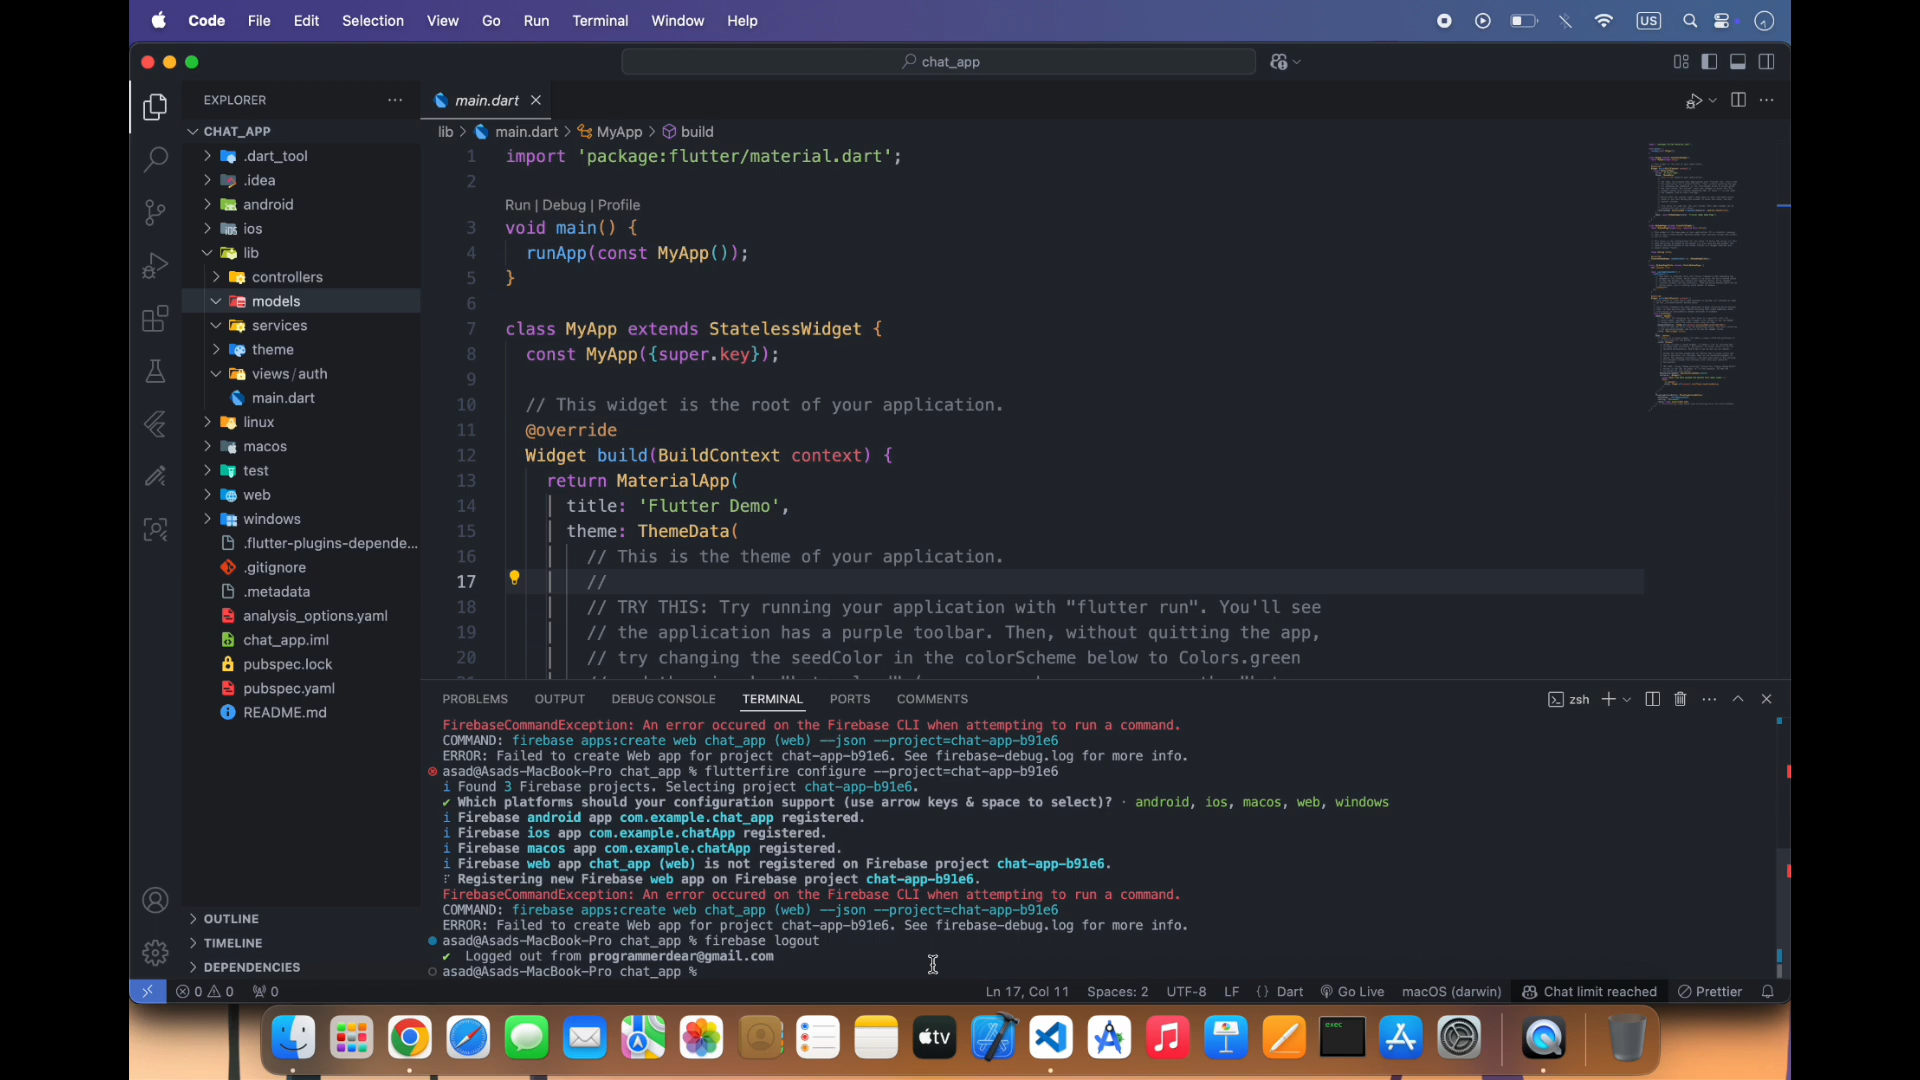 Code File Edit Selection View Go Run Terminal Window Help
US
chat_app
EXPLORER
CHAT_APP
.dart_tool
.idea
android
ios
lib
controllers
models
services
theme
views/auth
main.dart
linux
macos
test
web
windows
.flutter-plugins-depende...
.gitignore
.metadata
analysis_options.yaml
chat_app.iml
pubspec.lock
pubspec.yaml
README.md
OUTLINE
TIMELINE
DEPENDENCIES
main.dart
lib > main.dart > MyApp > build
1 import 'package:flutter/material.dart';
2
Run | Debug | Profile
3 void main() {
4 runApp(const MyApp());
5 }
6
7 class MyApp extends StatelessWidget {
8 const MyApp({super.key});
9
10 // This widget is the root of your application.
11 @override
12 Widget build(BuildContext context) {
13 return MaterialApp(
14 title: 'Flutter Demo',
15 theme: ThemeData(
16 // This is the theme of your application.
17 //
18 // TRY THIS: Try running your application with "flutter run". You'll see
19 // the application has a purple toolbar. Then, without quitting the app,
20 // try changing the seedColor in the colorScheme below to Colors.green
PROBLEMS OUTPUT DEBUG CONSOLE TERMINAL PORTS COMMENTS
zsh
FirebaseCommandException: An error occured on the Firebase CLI when attempting to run a command.
COMMAND: firebase apps:create web chat_app (web) --json --project=chat-app-b91e6
ERROR: Failed to create Web app for project chat-app-b91e6. See firebase-debug.log for more info.
asad@Asads-MacBook-Pro chat_app % flutterfire configure --project=chat-app-b91e6
i Found 3 Firebase projects. Selecting project chat-app-b91e6.
✔ Which platforms should your configuration support (use arrow keys & space to select)? · android, ios, macos, web, windows
i Firebase android app com.example.chat_app registered.
i Firebase ios app com.example.chatApp registered.
i Firebase macos app com.example.chatApp registered.
i Firebase web app chat_app (web) is not registered on Firebase project chat-app-b91e6.
⠏ Registering new Firebase web app on Firebase project chat-app-b91e6.
FirebaseCommandException: An error occured on the Firebase CLI when attempting to run a command.
COMMAND: firebase apps:create web chat_app (web) --json --project=chat-app-b91e6
ERROR: Failed to create Web app for project chat-app-b91e6. See firebase-debug.log for more info.
asad@Asads-MacBook-Pro chat_app % firebase logout
✔ Logged out from programmerdear@gmail.com
asad@Asads-MacBook-Pro chat_app %
0 0 0 Ln 17, Col 11 Spaces: 2 UTF-8 LF {} Dart Go Live macOS (darwin) Chat limit reached Prettier
tv
exec